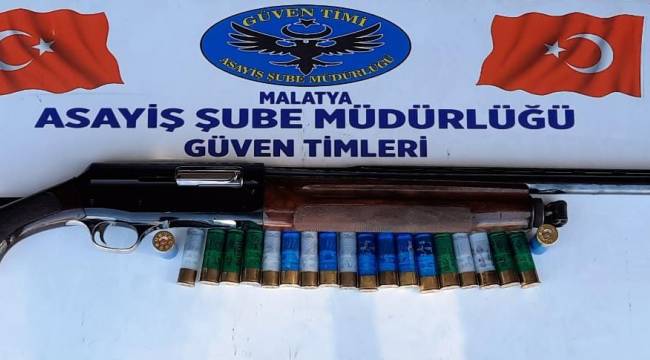 GÜVEN TİMİ
ASAYİŞ ŞUBE MÜDÜRLÜĞÜ
MALATYA
ASAYİŞ ŞUBE MÜDÜRLÜĞÜ
GÜVEN TİMLERİ